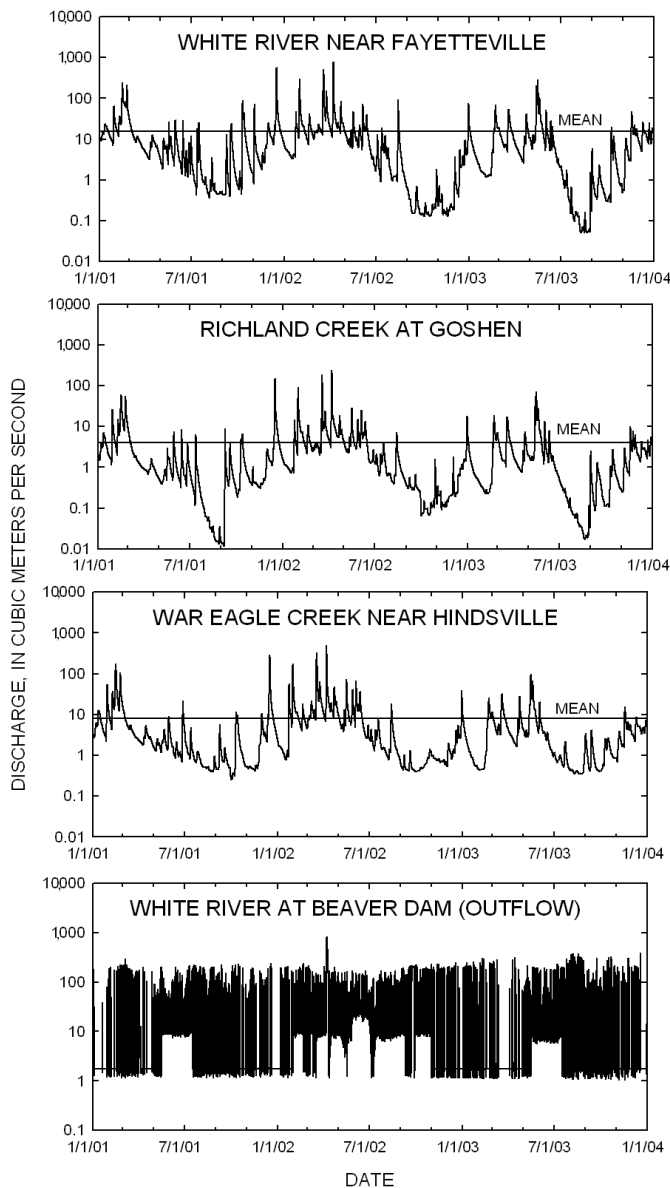 WHITE RIVER NEAR FAYETTEVILLE
10,000
1,000
100
10
1
0.1
0.01
MEAN
1/1/01 7/1/01 1/1/02 7/1/02 1/1/03 7/1/03 1/1/04
RICHLAND CREEK AT GOSHEN
10,000
1,000
100
10
1
0.1
0.01
MEAN
1/1/01 7/1/01 1/1/02 7/1/02 1/1/03 7/1/03 1/1/04
DISCHARGE, IN CUBIC METERS PER SECOND
WAR EAGLE CREEK NEAR HINDSVILLE
10,000
1,000
100
10
1
0.1
0.01
MEAN
1/1/01 7/1/01 1/1/02 7/1/02 1/1/03 7/1/03 1/1/04
WHITE RIVER AT BEAVER DAM (OUTFLOW)
10,000
1,000
100
10
1
0.1
1/1/01 7/1/01 1/1/02 7/1/02 1/1/03 7/1/03 1/1/04
DATE